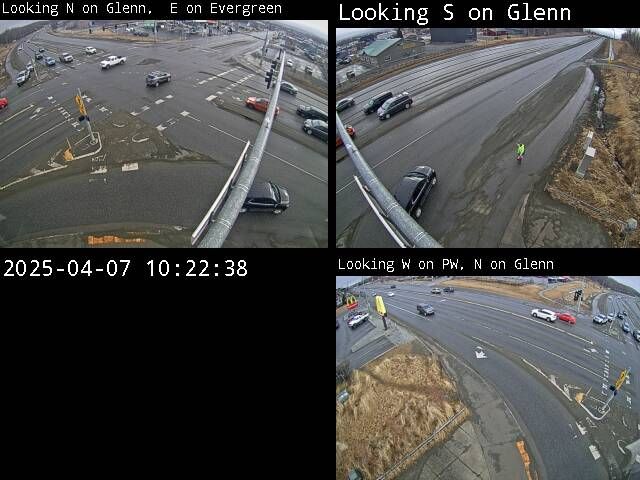 Looking N on Glenn,  E on Evergreen
Looking S on Glenn
2025-04-07 10:22:38
Looking W on PW, N on Glenn